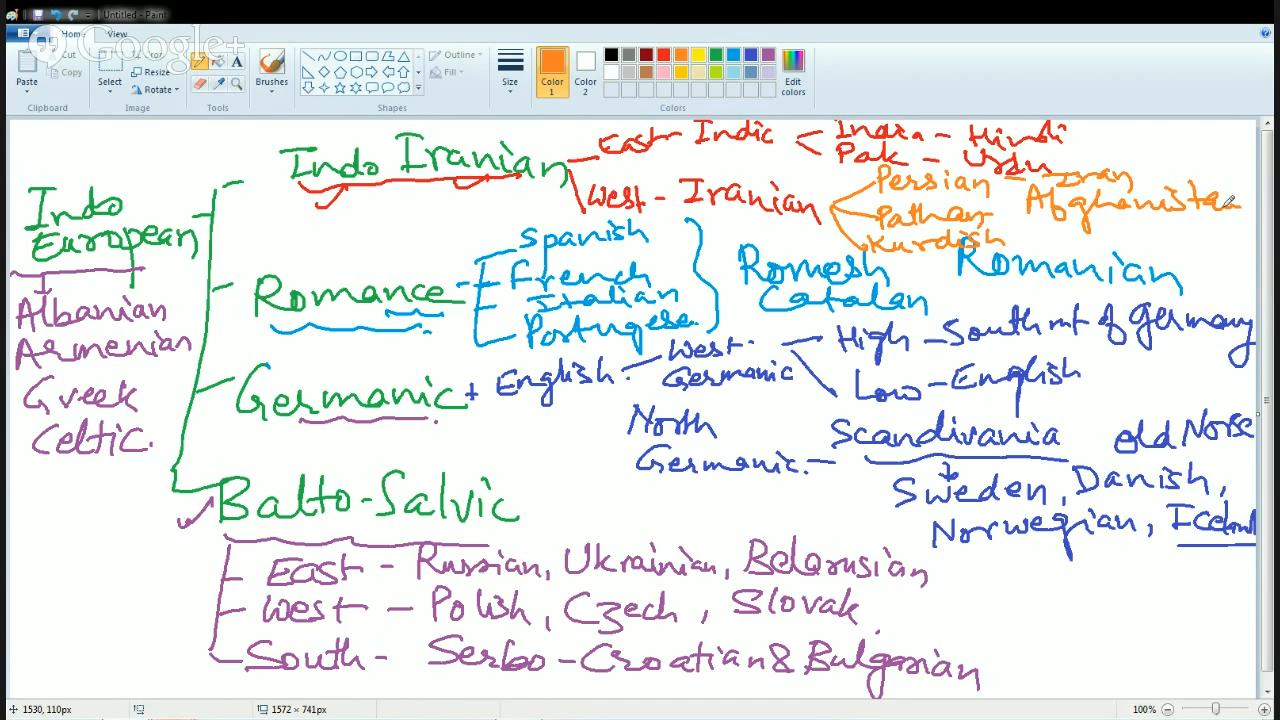 Untitled - Paint
Home View
Google+
Paste Cut Copy Select Crop Resize Rotate A Brushes Outline Fill Size Color 1 Color 2 Edit colors
Clipboard Image Tools Shapes Colors
Indo European
Albanian
Armenian
Greek
Celtic.
Indo Iranian
East - Indic < India - Hindi
Pak - Urdu
West - Iranian
Persian - Iran
Afghanistan
Pathan
Kurdish
Romance
Spanish
French
Italian
Portugese
Romesh Romanian
Catalan
Germanic + English
West Germanic
High - South mt of Germany
Low - English
North Germanic. - Scandivania old Norse
Sweden, Danish,
Norwegian,
Balto-Salvic
East - Russian, Ukrainian, Belarusian
West - Polish, Czech, Slovak
South - Serbo-Croatian & Bulgarian
1530, 110px 1572 × 741px 100%